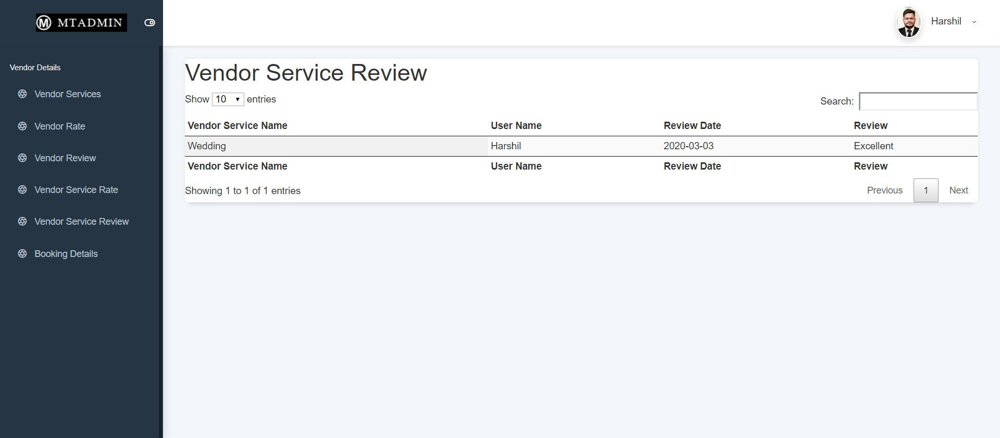 M MTADMIN
Harshil
Vendor Details
Vendor Services
Vendor Rate
Vendor Review
Vendor Service Rate
Vendor Service Review
Booking Details
Vendor Service Review
Show 10 entries
Search:
Vendor Service Name User Name Review Date Review
Wedding Harshil 2020-03-03 Excellent
Vendor Service Name User Name Review Date Review
Showing 1 to 1 of 1 entries
Previous 1 Next